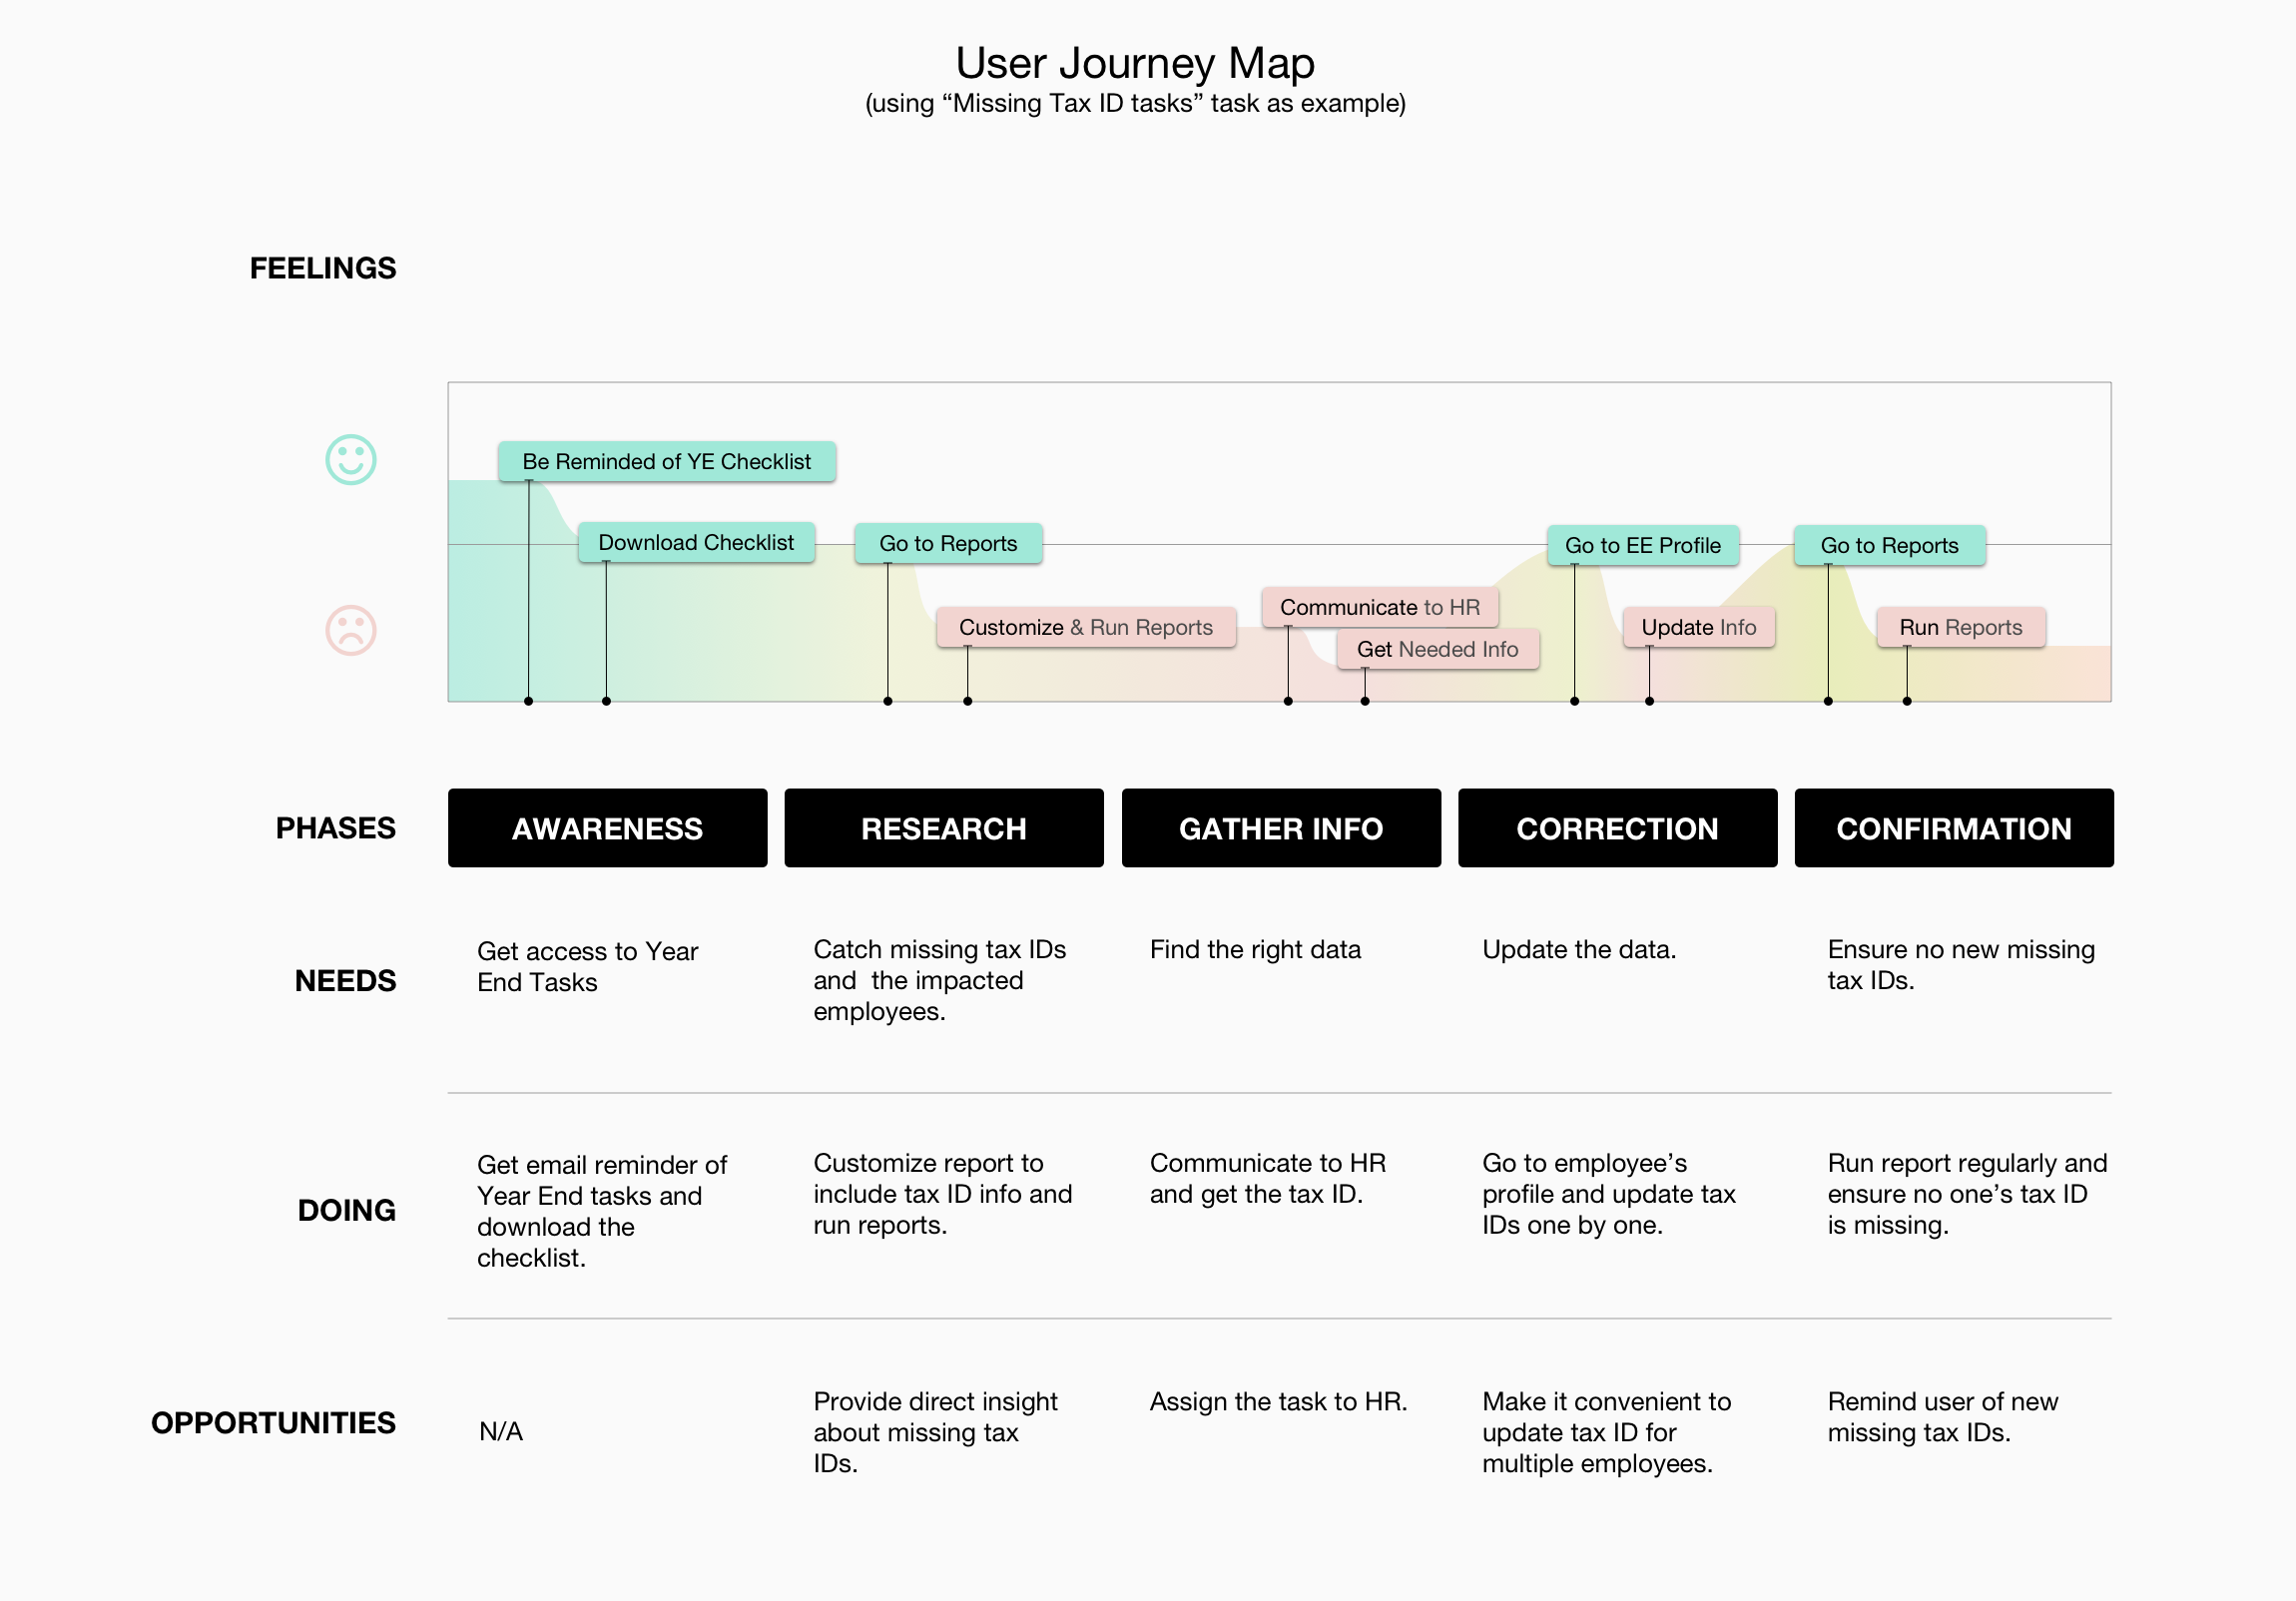 User Journey Map
(using “Missing Tax ID tasks” task as example)
FEELINGS
Be Reminded of YE Checklist
Download Checklist
Go to Reports
Customize & Run Reports
Communicate to HR
Get Needed Info
Go to EE Profile
Update Info
Go to Reports
Run Reports
PHASES
AWARENESS
RESEARCH
GATHER INFO
CORRECTION
CONFIRMATION
NEEDS
Get access to Year
End Tasks
Catch missing tax IDs
and  the impacted
employees.
Find the right data
Update the data.
Ensure no new missing
tax IDs.
DOING
Get email reminder of
Year End tasks and
download the
checklist.
Customize report to
include tax ID info and
run reports.
Communicate to HR
and get the tax ID.
Go to employee’s
profile and update tax
IDs one by one.
Run report regularly and
ensure no one’s tax ID
is missing.
OPPORTUNITIES
N/A
Provide direct insight
about missing tax
IDs.
Assign the task to HR.
Make it convenient to
update tax ID for
multiple employees.
Remind user of new
missing tax IDs.